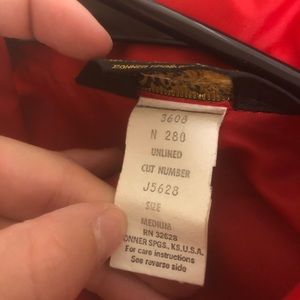 3608
N 280
UNLINED
CUT NUMBER
J5628
SIZE
MEDIUM
RN 32628
ONNER SPGS, KS, U.S.A.
For care instructions
See reverse side